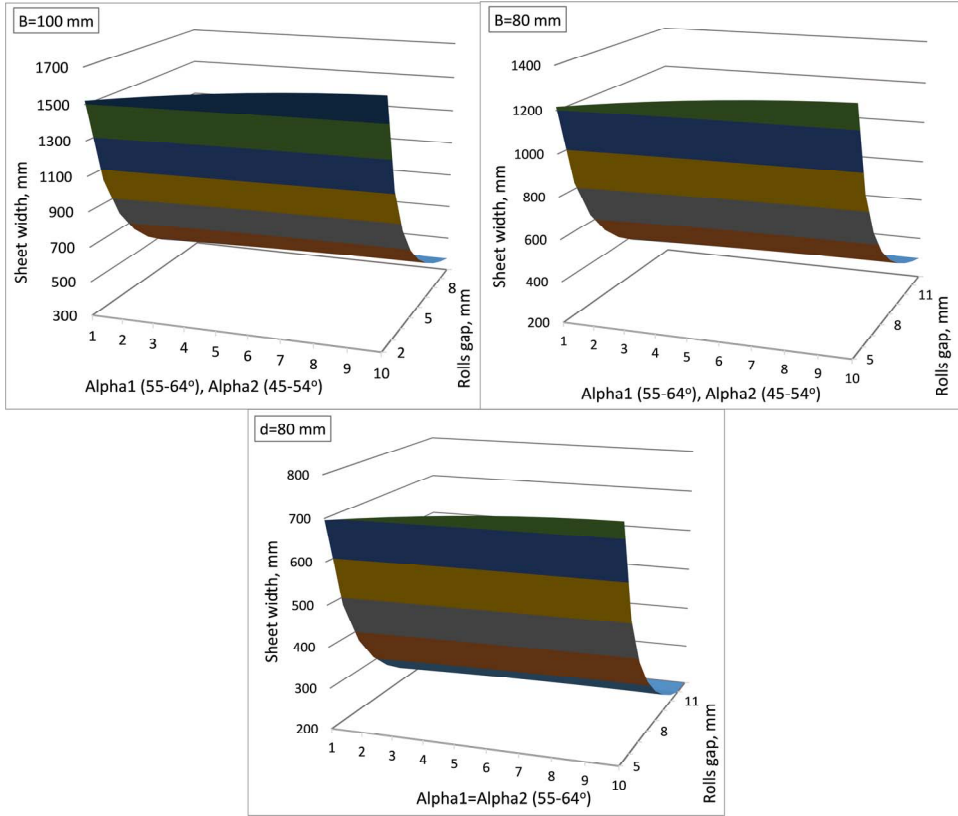 B=100 mm
1700
1500
1300
1100
900
700
500
300
Sheet width, mm
1 2 3 4 5 6 7 8 9 10
2
5
8
Rolls gap, mm
Alpha1 (55-64º), Alpha2 (45-54º)
B=80 mm
1400
1200
1000
800
600
400
200
Sheet width, mm
1 2 3 4 5 6 7 8 9 10
5
8
11
Rolls gap, mm
Alpha1 (55-64º), Alpha2 (45-54º)
d=80 mm
800
700
600
500
400
300
200
Sheet width, mm
1 2 3 4 5 6 7 8 9 10
5
8
11
Rolls gap, mm
Alpha1=Alpha2 (55-64º)